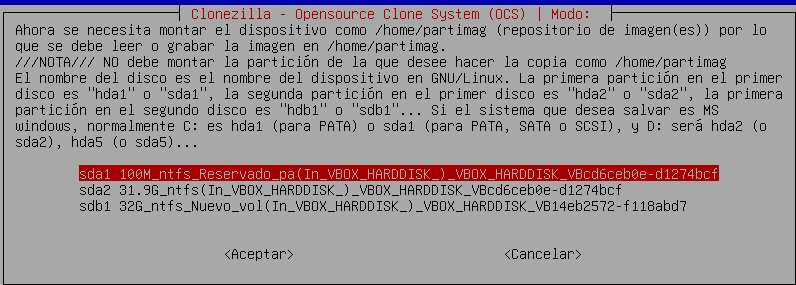 Clonezilla - Opensource Clone System (OCS) | Modo:
Ahora se necesita montar el dispositivo como /home/partimag (repositorio de imagen(es)) por lo
que se debe leer o grabar la imagen en /home/partimag.
///NOTA/// NO debe montar la partición de la que desee hacer la copia como /home/partimag
El nombre del disco es el nombre del dispositivo en GNU/Linux. La primera partición en el primer
disco es "hda1" o "sda1", la segunda partición en el primer disco es "hda2" o "sda2", la primera
partición en el segundo disco es "hdb1" o "sdb1"... Si el sistema que desea salvar es MS
windows, normalmente C: es hda1 (para PATA) o sda1 (para PATA, SATA o SCSI), y D: será hda2 (o
sda2), hda5 (o sda5)...
sda1 100M_ntfs_Reservado_pa(In_VBOX_HARDDISK_)_VBOX_HARDDISK_VBcd6ceb0e-d1274bcf
sda2 31.9G_ntfs(In_VBOX_HARDDISK_)_VBOX_HARDDISK_VBcd6ceb0e-d1274bcf
sdb1 32G_ntfs_Nuevo_vol(In_VBOX_HARDDISK_)_VBOX_HARDDISK_VB14eb2572-f118abd7
<Aceptar> <Cancelar>